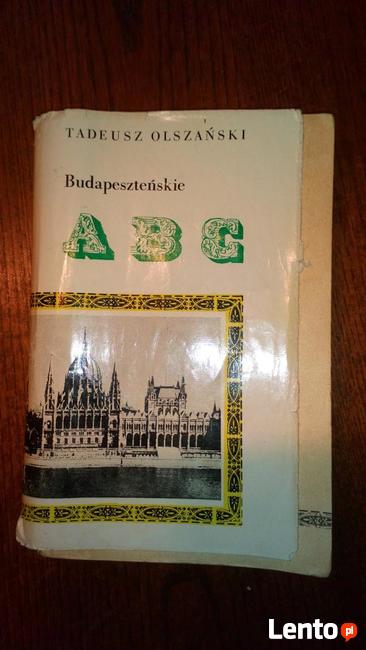 TADEUSZ OLSZAŃSKI
Budapeszteńskie
ABC
Lento pl